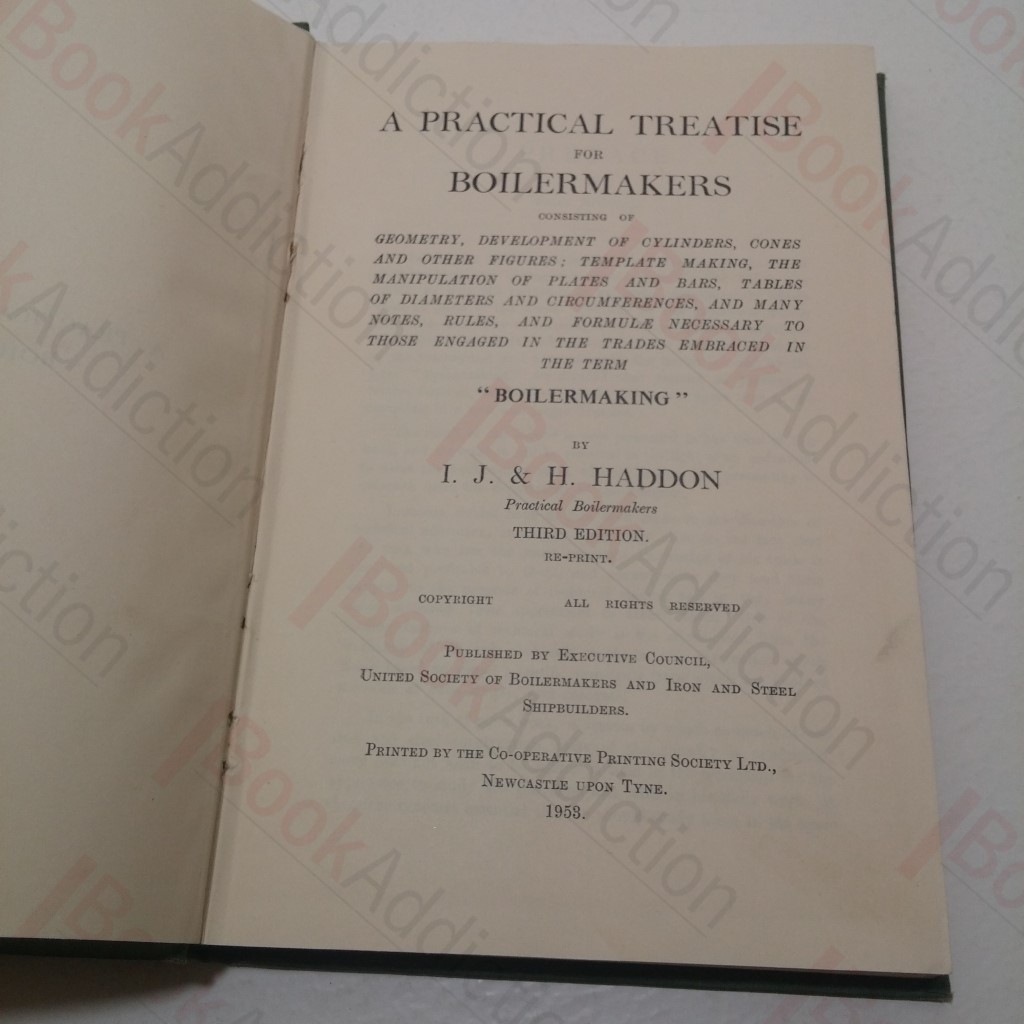 A PRACTICAL TREATISE
FOR
BOILERMAKERS
CONSISTING OF
GEOMETRY, DEVELOPMENT OF CYLINDERS, CONES
AND OTHER FIGURES; TEMPLATE MAKING, THE
MANIPULATION OF PLATES AND BARS, TABLES
OF DIAMETERS AND CIRCUMFERENCES, AND MANY
NOTES, RULES, AND FORMULÆ NECESSARY TO
THOSE ENGAGED IN THE TRADES EMBRACED IN
THE TERM
"BOILERMAKING"
BY
I. J. & H. HADDON
Practical Boilermakers
THIRD EDITION.
RE-PRINT.
COPYRIGHT ALL RIGHTS RESERVED
PUBLISHED BY EXECUTIVE COUNCIL,
UNITED SOCIETY OF BOILERMAKERS AND IRON AND STEEL
SHIPBUILDERS.
PRINTED BY THE CO-OPERATIVE PRINTING SOCIETY LTD.,
NEWCASTLE UPON TYNE.
1953.
BookAddiction